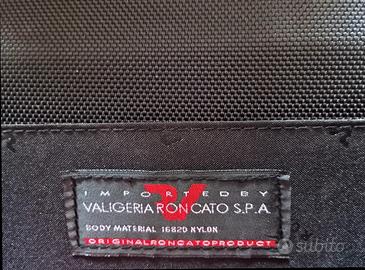 IMPORTED BY
VALIGERIA RONCATO S.P.A.
BODY MATERIAL 1682D NYLON
ORIGINALRONCATOPRODUCT
subito